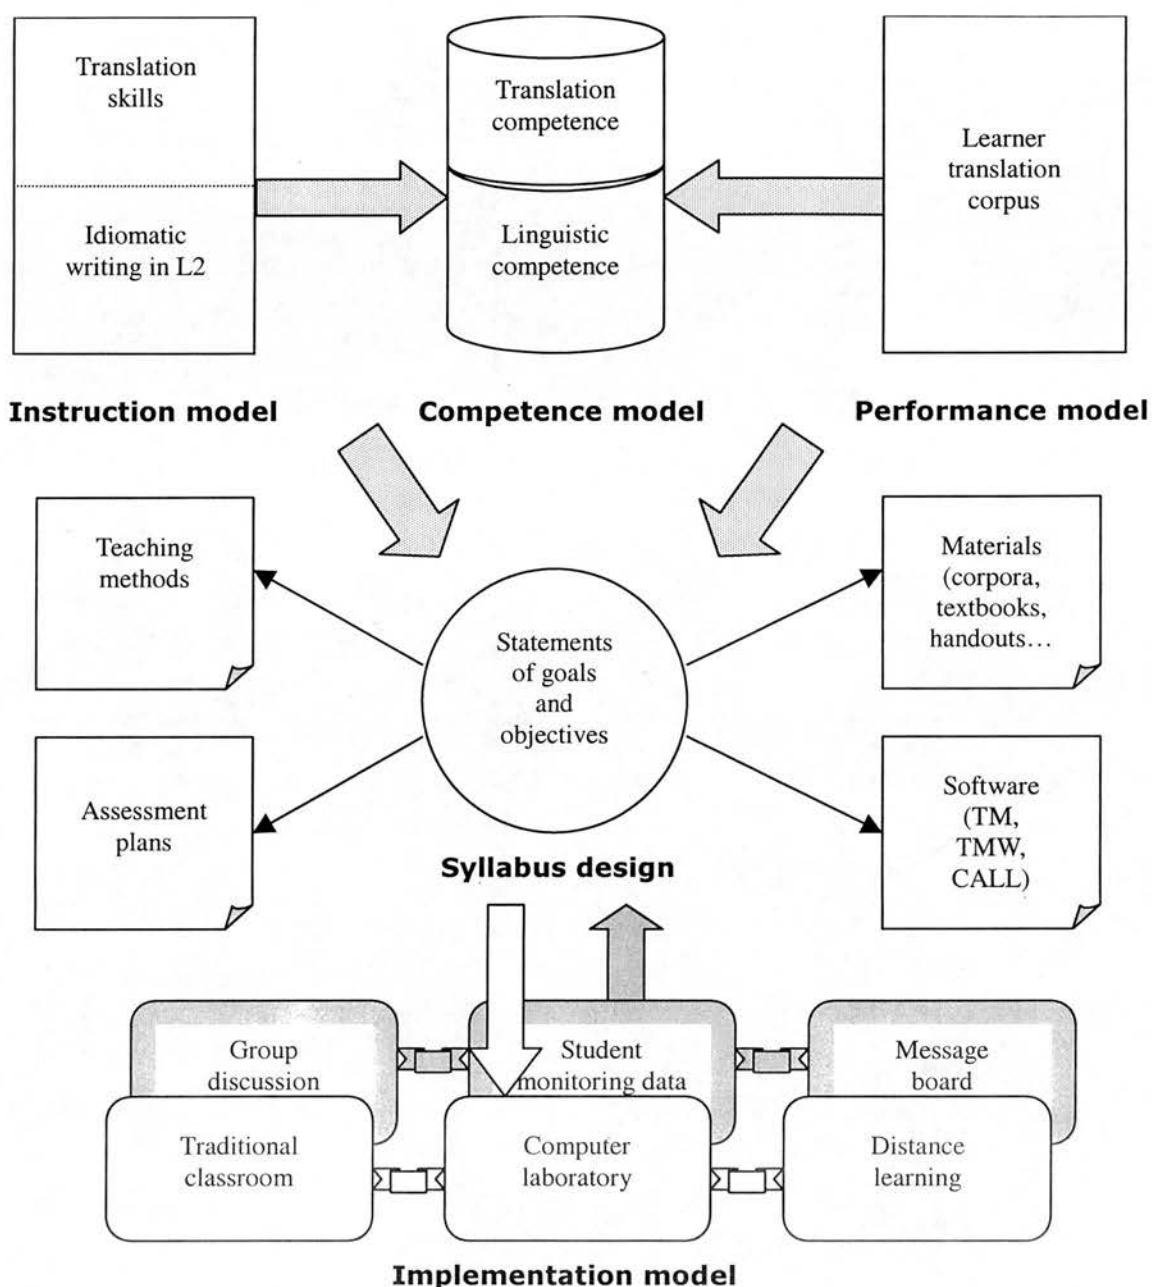 Translation
skills
Idiomatic
writing in L2
Translation
competence
Linguistic
competence
Learner
translation
corpus
Instruction model
Competence model
Performance model
Teaching
methods
Assessment
plans
Statements
of goals
and
objectives
Materials
(corpora,
textbooks,
handouts…
Software
(TM,
TMW,
CALL)
Syllabus design
Group
discussion
Student
monitoring data
Message
board
Traditional
classroom
Computer
laboratory
Distance
learning
Implementation model